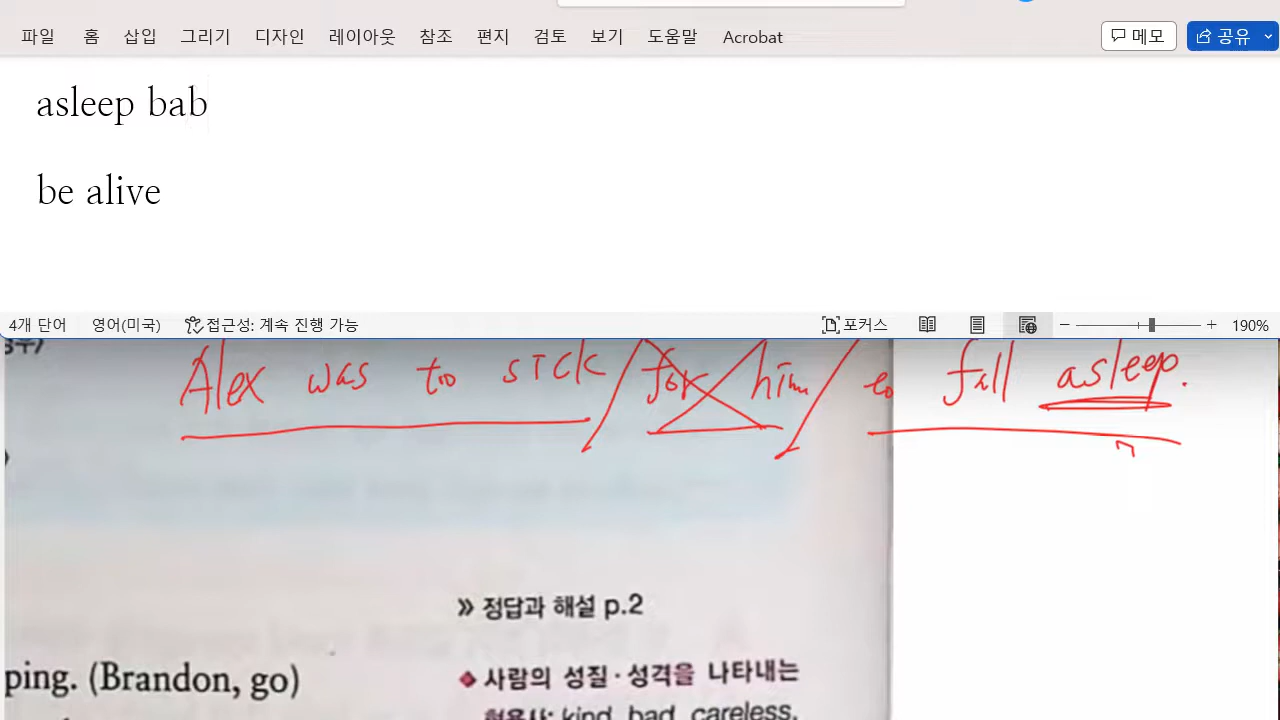 파일 홈 삽입 그리기 디자인 레이아웃 참조 편지 검토 보기 도움말 Acrobat 메모 공유
asleep bab
be alive
4개 단어 영어(미국) 접근성: 계속 진행 가능 포커스 190%
Alex was too sick / for him / to fall asleep.
» 정답과 해설 p.2
ping. (Brandon, go)
◆ 사람의 성질·성격을 나타내는
형용사: kind, bad, careless,